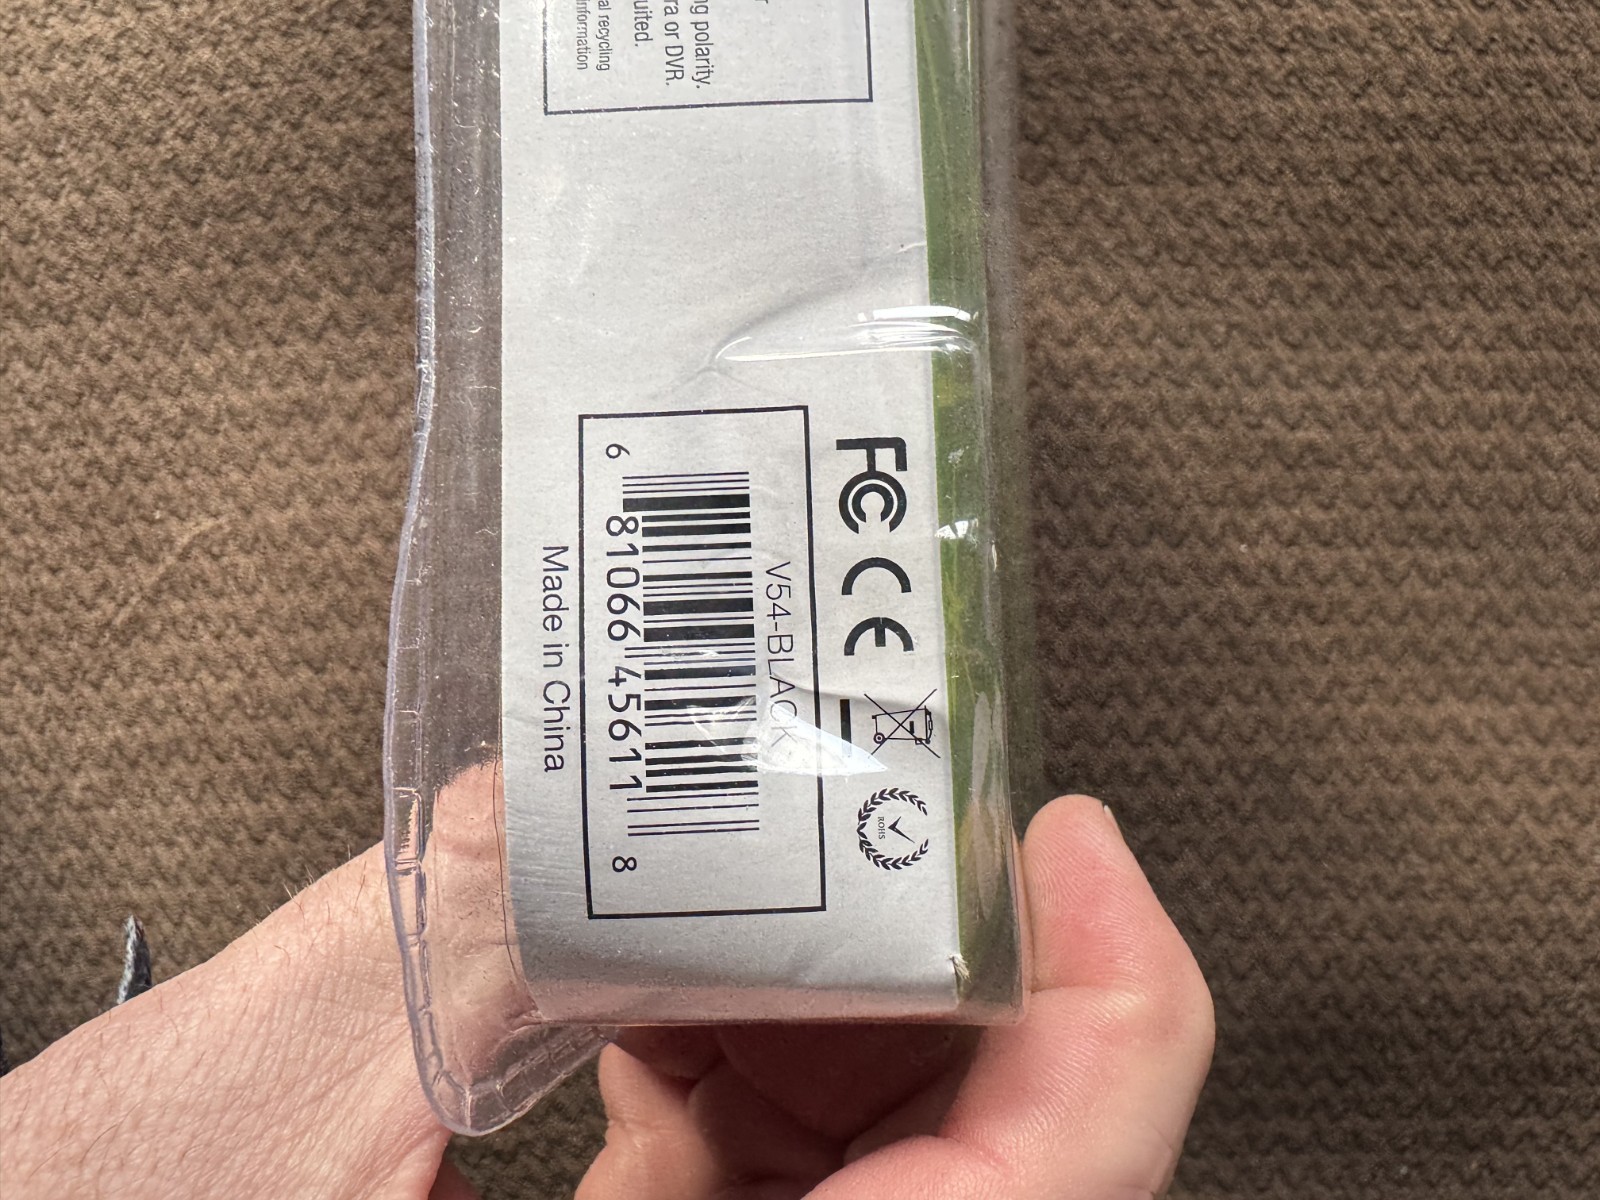 r
ng polarity.
ra or DVR.
uited.
al recycling
information
FC CE
ROHS
V54-BLACK
6 81066 45611 8
Made in China